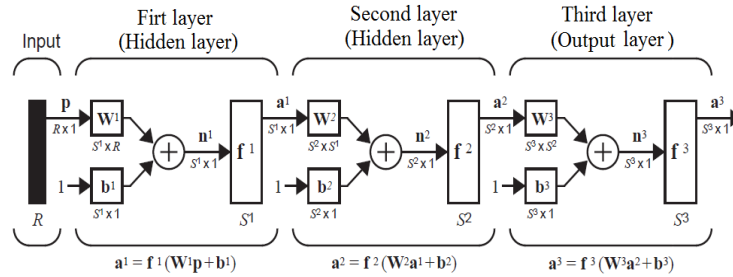 Firt layer
(Hidden layer)
Second layer
(Hidden layer)
Third layer
(Output layer )
Input
p
R x 1
W¹
S¹ x R
1
b¹
S¹ x 1
+
n¹
S¹ x 1
f ¹
a¹
S¹ x 1
W²
S² x S¹
1
b²
S² x 1
+
n²
S² x 1
f ²
a²
S² x 1
W³
S³ x S²
1
b³
S³ x 1
+
n³
S³ x 1
f ³
a³
S³ x 1
R
S1
S2
S3
a¹ = f ¹ (W¹p+b¹)
a² = f ² (W²a¹+b²)
a³ = f ³ (W³a²+b³)